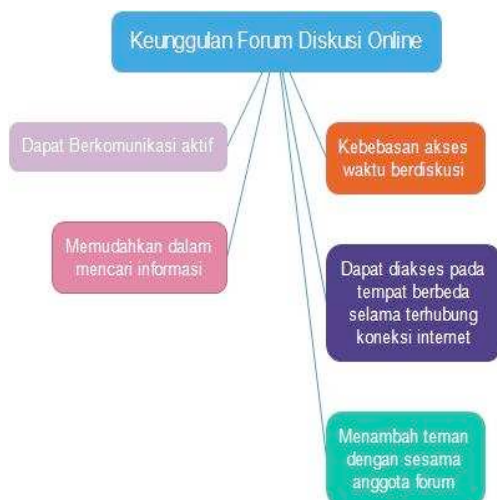 Keunggulan Forum Diskusi Online
Dapat Berkomunikasi aktif
Kebebasan akses
waktu berdiskusi
Memudahkan dalam
mencari informasi
Dapat diakses pada
tempat berbeda
selama terhubung
koneksi internet
Menambah teman
dengan sesama
anggota forum